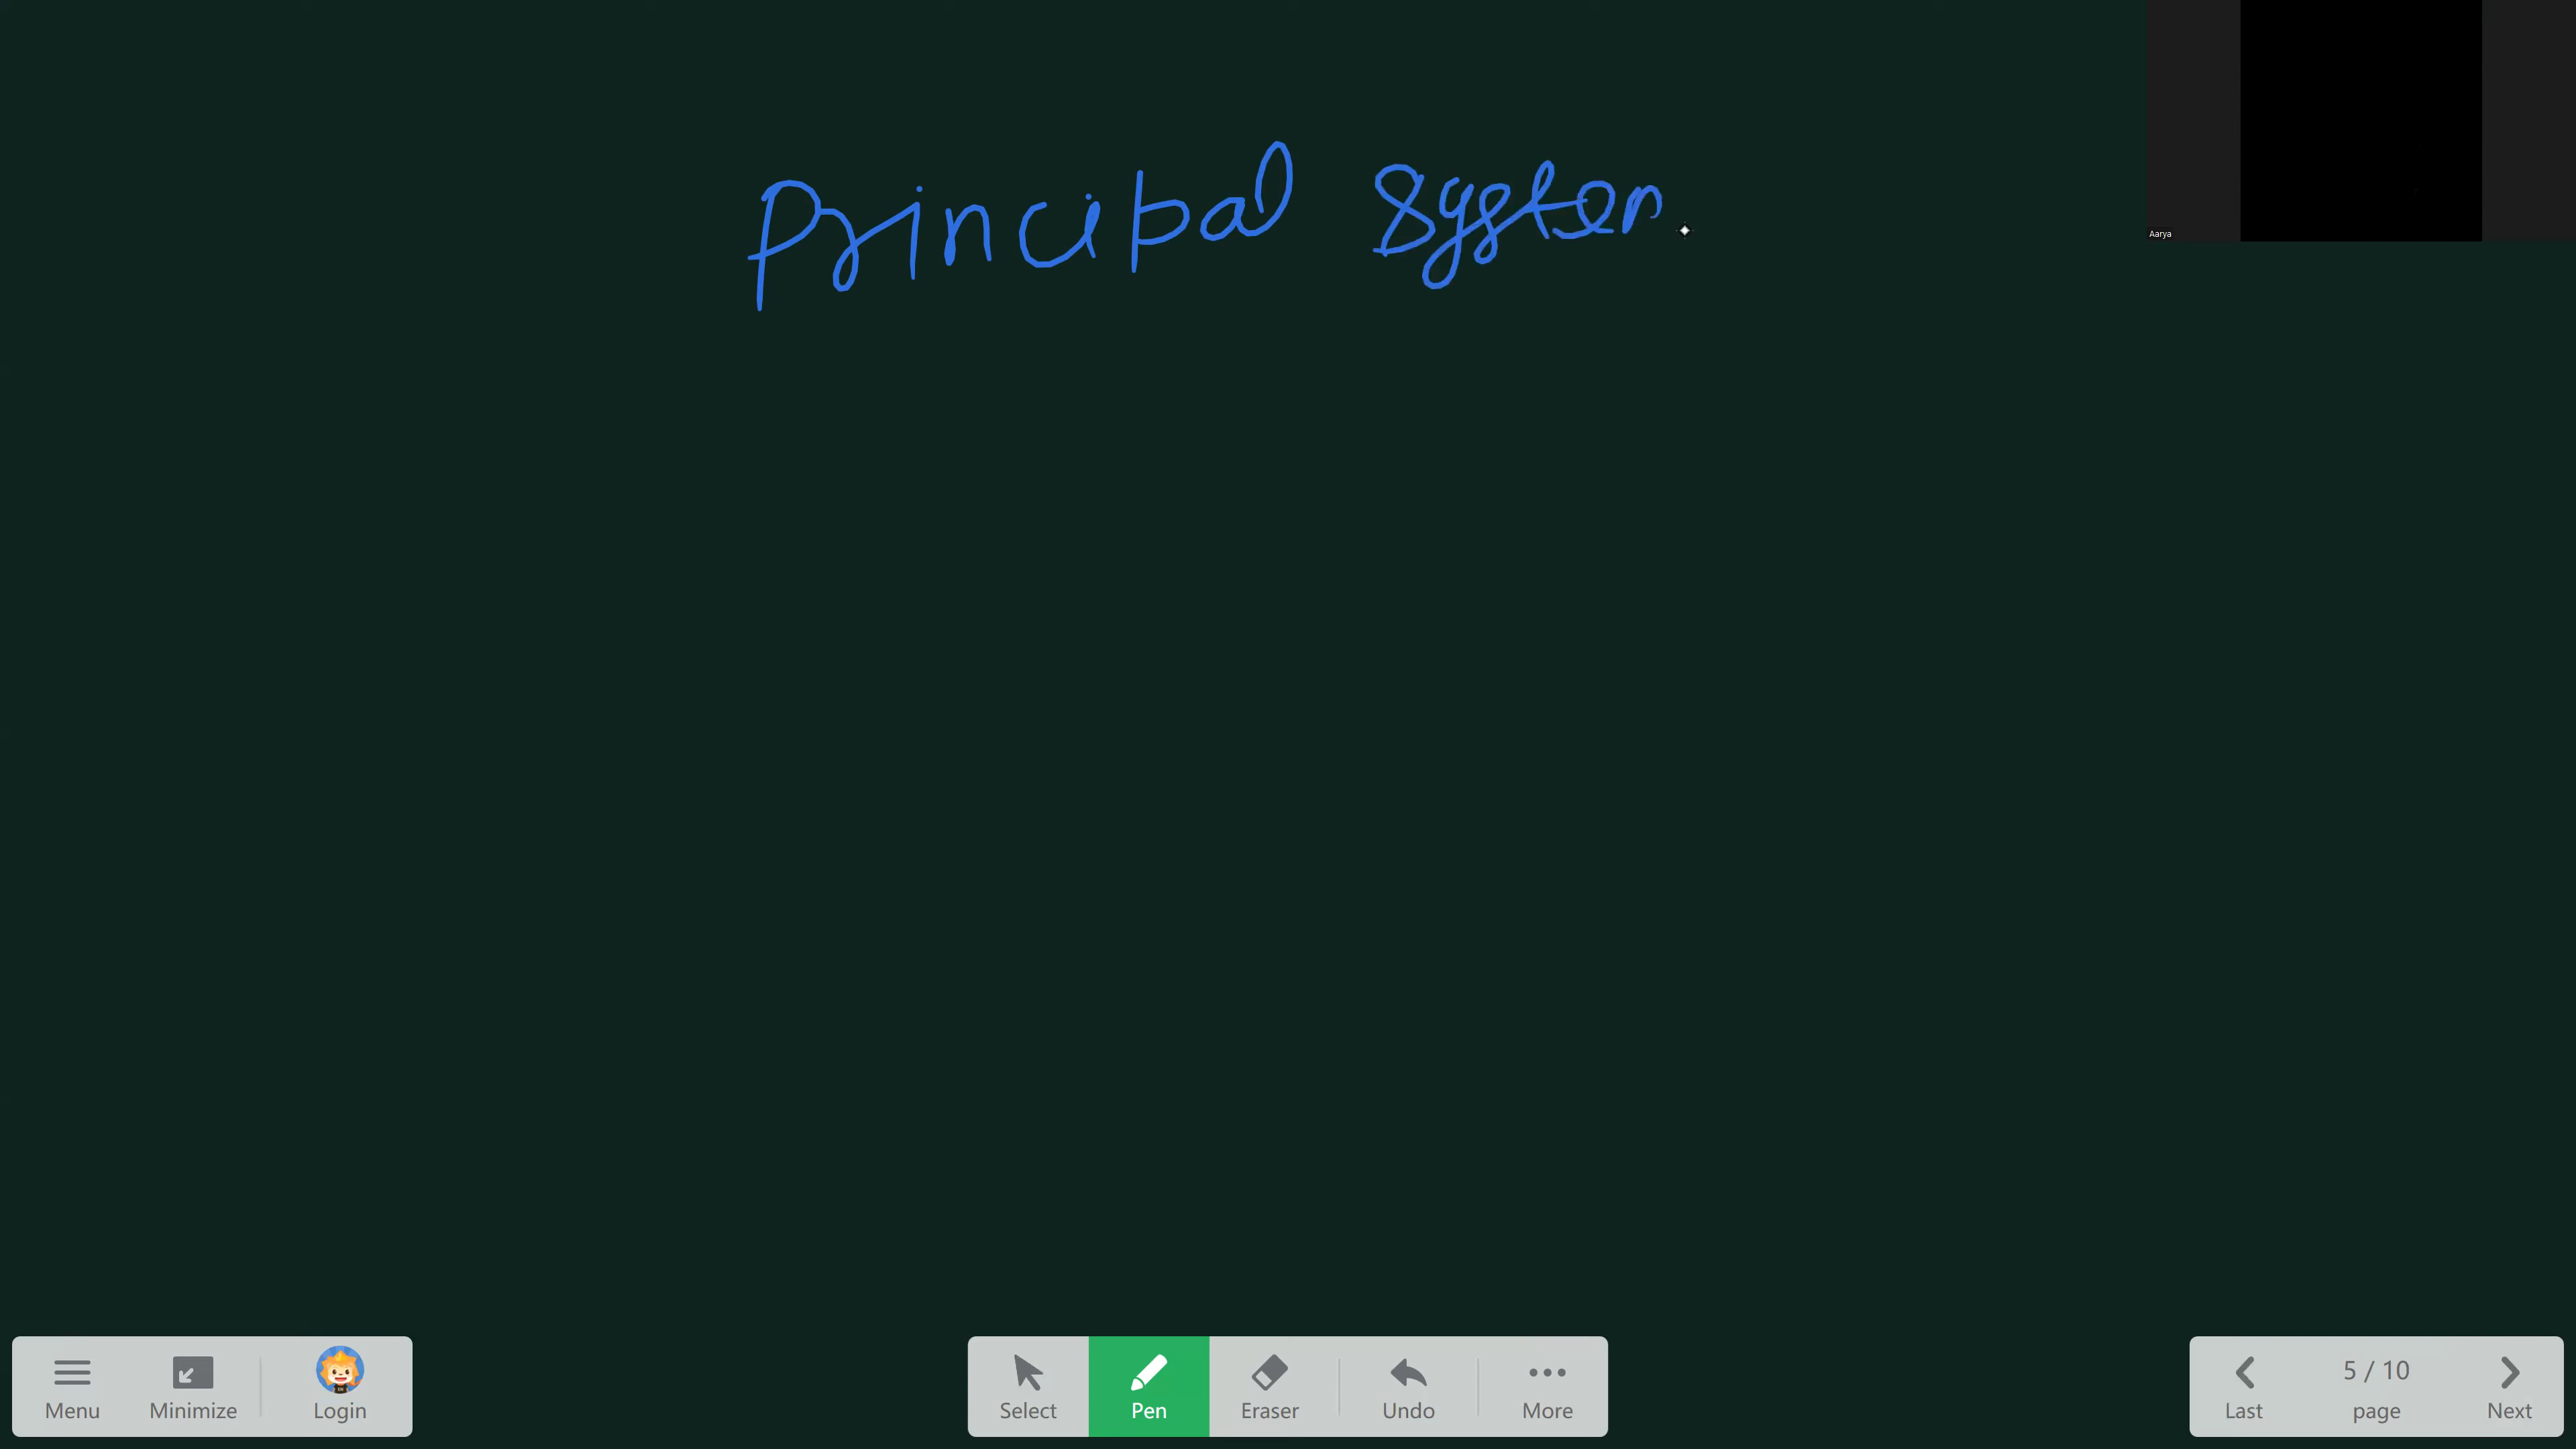 Principal System
Aarya
Menu Minimize Login Select Pen Eraser Undo More Last 5 / 10 page Next